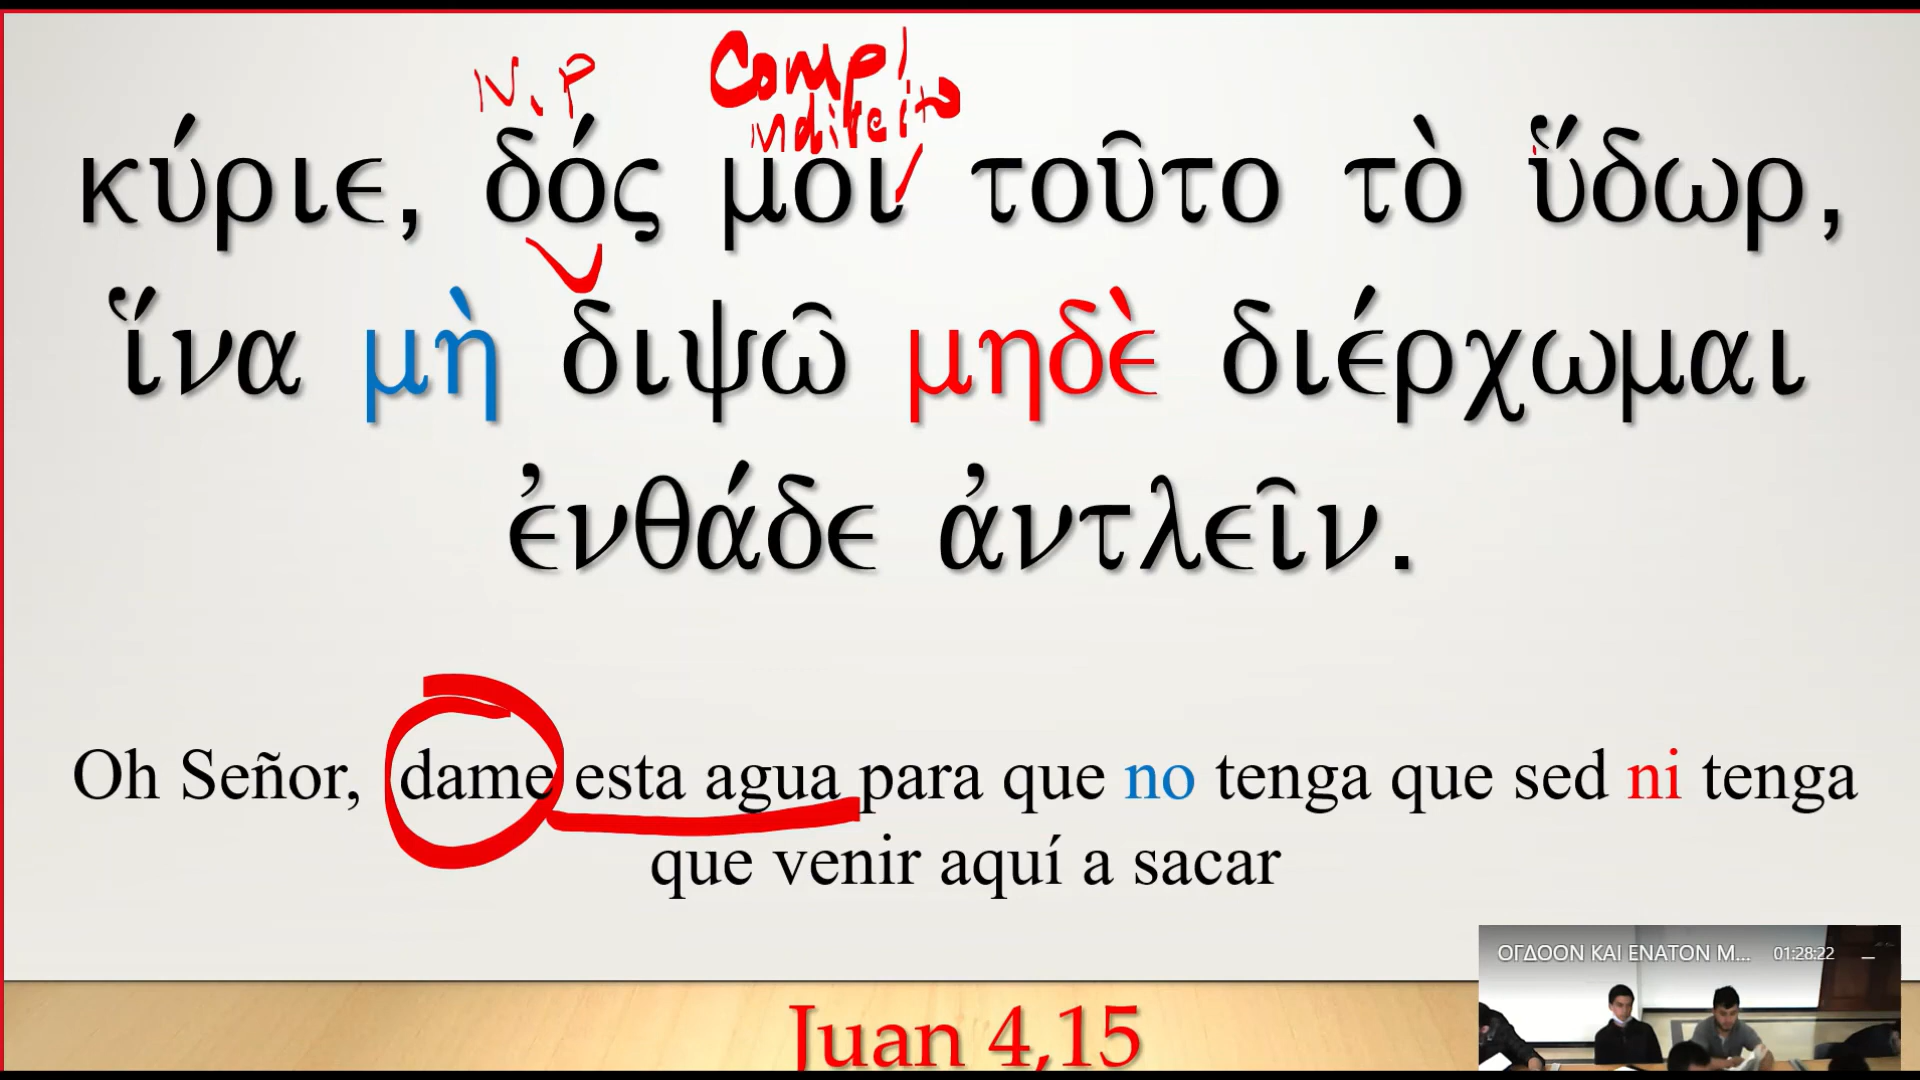 N.P
Compl
indirecto
κύριε, δός μοι τοῦτο τὸ ὕδωρ,
ἵνα μὴ διψῶ μηδὲ διέρχωμαι
ἐνθάδε ἀντλεῖν.
Oh Señor, dame esta agua para que no tenga que sed ni tenga
que venir aquí a sacar
ΟΓΔΟΟΝ ΚΑΙ ΕΝΑΤΟΝ Μ... 01:28:22
Juan 4,15